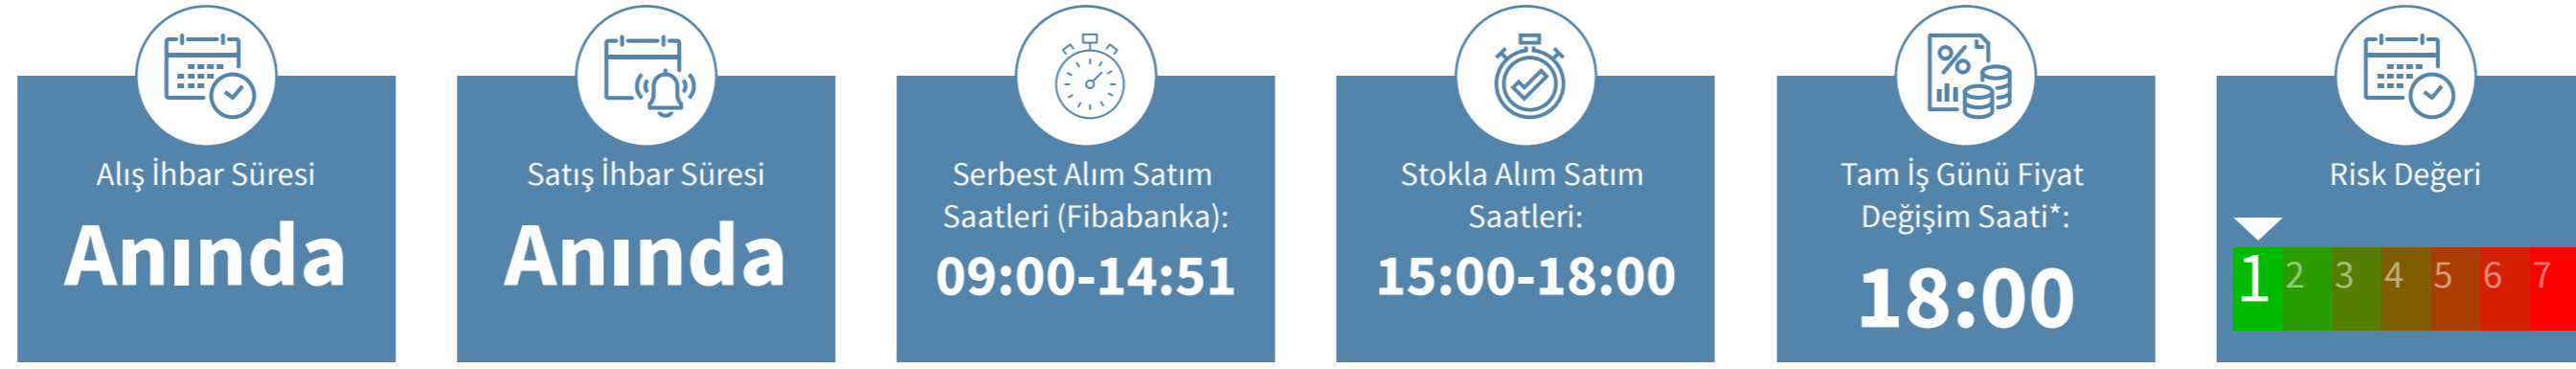 Alış İhbar Süresi
Anında
Satış İhbar Süresi
Anında
Serbest Alım Satım
Saatleri (Fibabanka):
09:00-14:51
Stokla Alım Satım
Saatleri:
15:00-18:00
%
Tam İş Günü Fiyat
Değişim Saati*:
18:00
Risk Değeri
1 2 3 4 5 6 7